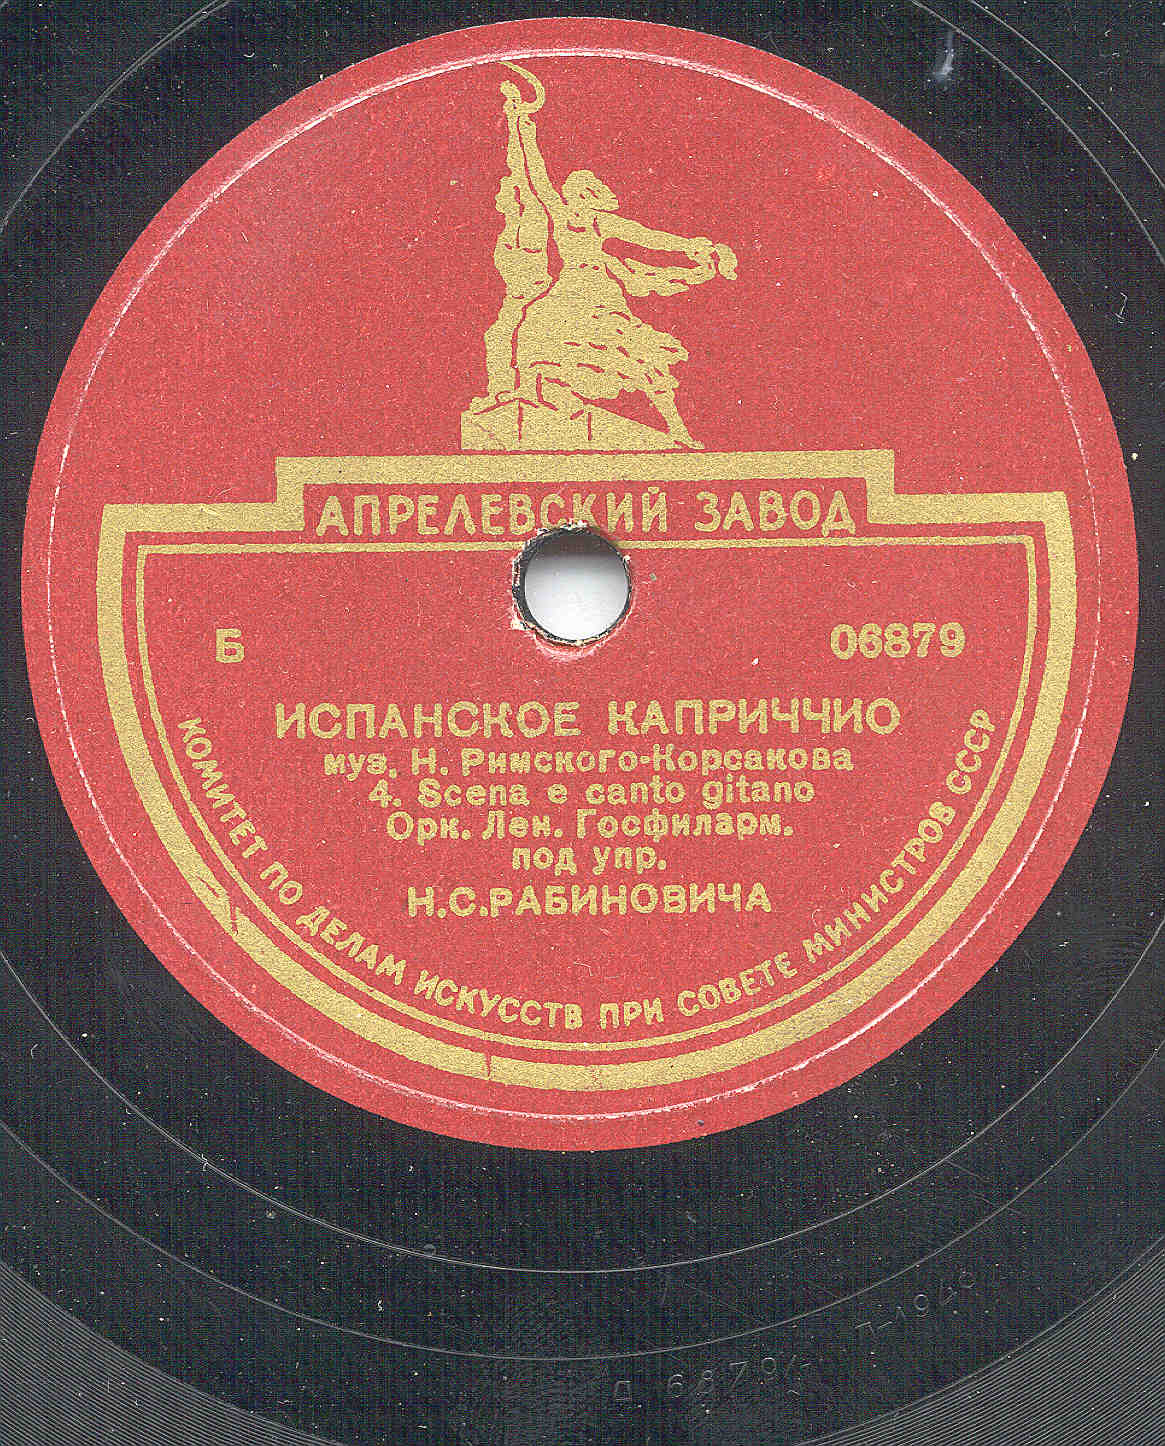 АПРЕЛЕВСКИЙ ЗАВОД
Б 06879
ИСПАНСКОЕ КАПРИЧЧИО
муз. Н. Римского-Корсакова
4. Scena e canto gitano
Орк. Лен. Госфиларм.
под упр.
Н.С.РАБИНОВИЧА
КОМИТЕТ ПО ДЕЛАМ ИСКУССТВ ПРИ СОВЕТЕ МИНИСТРОВ СССР